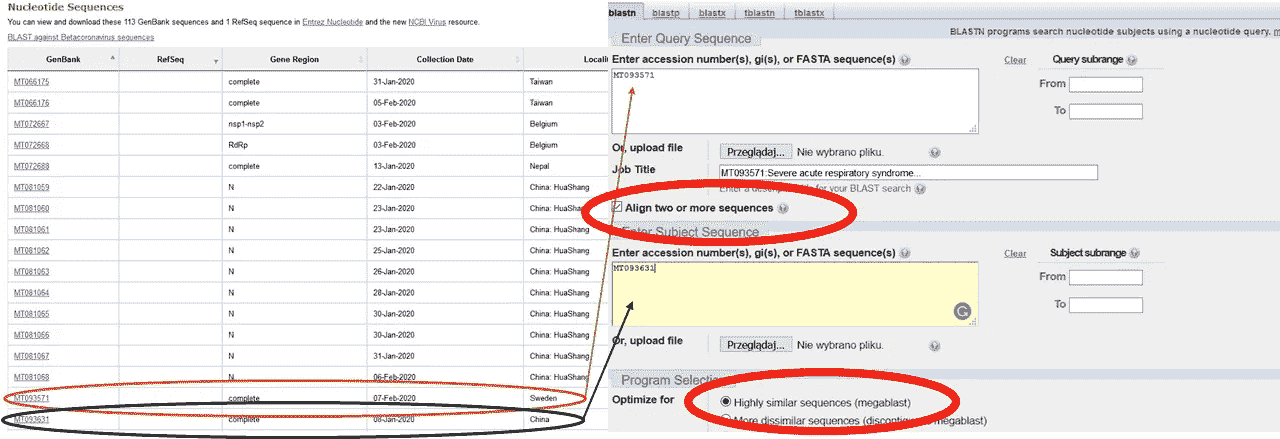 Nucleotide Sequences
You can view and download these 113 GenBank sequences and 1 RefSeq sequence in Entrez Nucleotide and the new NCBI Virus resource.
BLAST against Betacoronavirus sequences
GenBank RefSeq Gene Region Collection Date Locali
MT066175 complete 31-Jan-2020 Taiwan
MT066176 complete 05-Feb-2020 Taiwan
MT072667 nsp1-nsp2 03-Feb-2020 Belgium
MT072668 RdRp 03-Feb-2020 Belgium
MT072688 complete 13-Jan-2020 Nepal
MT081059 N 22-Jan-2020 China: HuaShang
MT081060 N 23-Jan-2020 China: HuaShang
MT081061 N 23-Jan-2020 China: HuaShang
MT081062 N 25-Jan-2020 China: HuaShang
MT081063 N 26-Jan-2020 China: HuaShang
MT081064 N 28-Jan-2020 China: HuaShang
MT081065 N 30-Jan-2020 China: HuaShang
MT081066 N 30-Jan-2020 China: HuaShang
MT081067 N 31-Jan-2020 China: HuaShang
MT081068 N 06-Feb-2020 China: HuaShang
MT093571 complete 07-Feb-2020 Sweden
MT093631 complete 08-Jan-2020 China
blastn blastp blastx tblastn tblastx
BLASTN programs search nucleotide subjects using a nucleotide query. m
Enter Query Sequence
Enter accession number(s), gi(s), or FASTA sequence(s) Clear Query subrange
MT093571
From
To
Or, upload file Przeglądaj... Nie wybrano pliku.
Job Title MT093571:Severe acute respiratory syndrome...
Enter a descriptive title for your BLAST search
Align two or more sequences
Enter Subject Sequence
Enter accession number(s), gi(s), or FASTA sequence(s) Clear Subject subrange
MT093631
From
To
Or, upload file Przeglądaj... Nie wybrano pliku.
Program Selection
Optimize for Highly similar sequences (megablast)
More dissimilar sequences (discontiguous megablast)